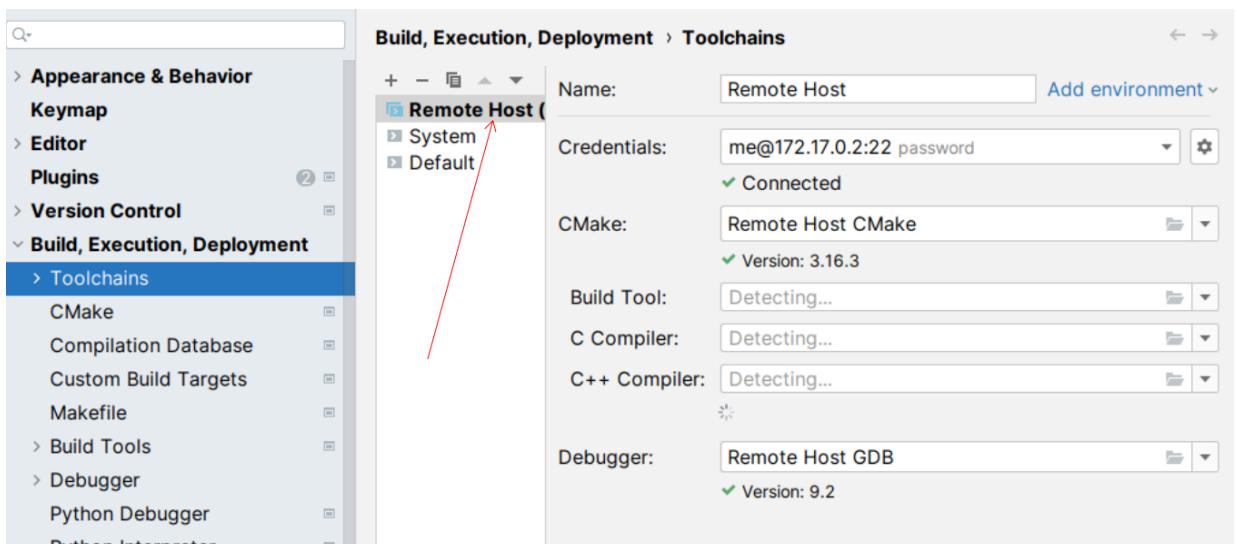 Build, Execution, Deployment › Toolchains
Appearance & Behavior
Keymap
Editor
Plugins 2
Version Control
Build, Execution, Deployment
Toolchains
CMake
Compilation Database
Custom Build Targets
Makefile
Build Tools
Debugger
Python Debugger
Python Interpreter
Remote Host (
System
Default
Name: Remote Host Add environment
Credentials: me@172.17.0.2:22 password
Connected
CMake: Remote Host CMake
Version: 3.16.3
Build Tool: Detecting...
C Compiler: Detecting...
C++ Compiler: Detecting...
Debugger: Remote Host GDB
Version: 9.2